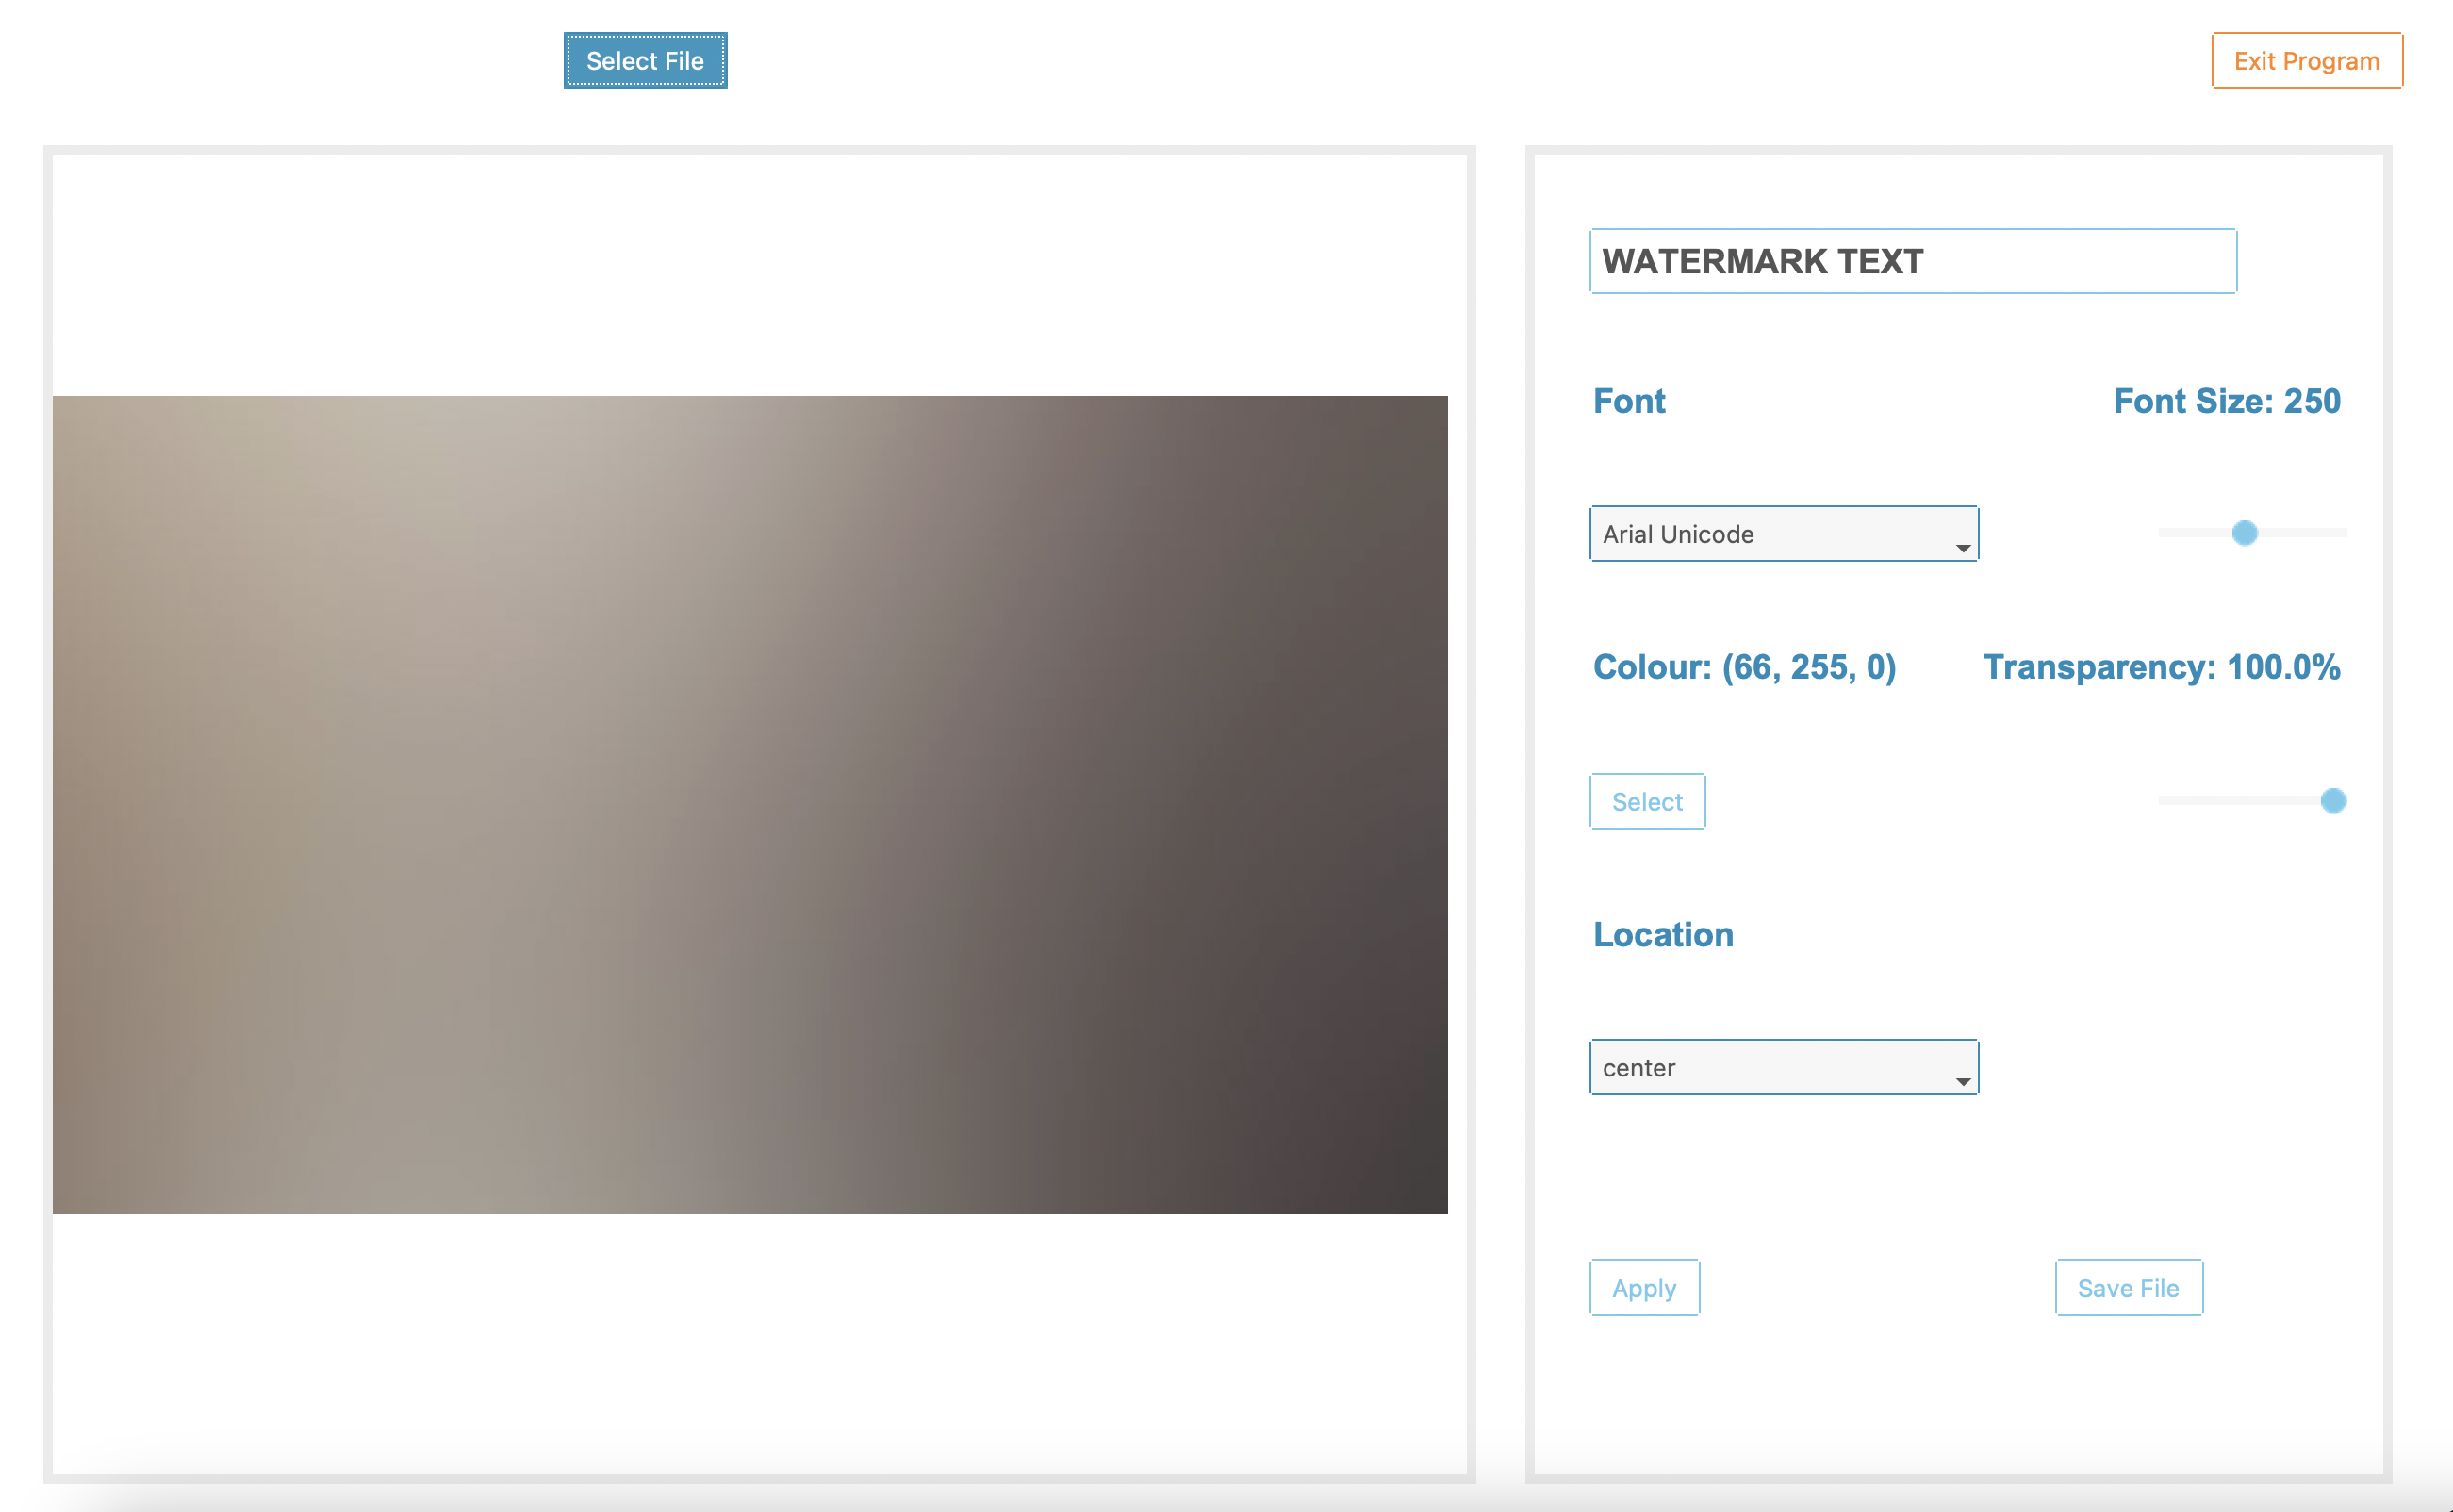 Select File
Exit Program
WATERMARK TEXT
Font
Font Size: 250
Arial Unicode
Colour: (66, 255, 0)
Transparency: 100.0%
Select
Location
center
Apply
Save File